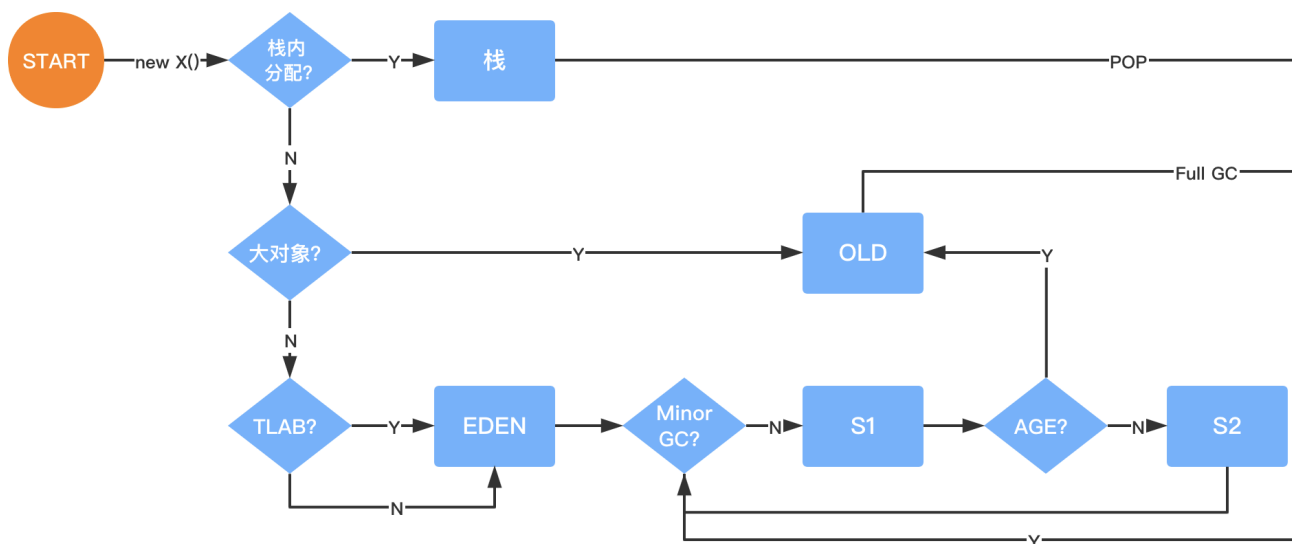 START
new X()
栈内
分配?
Y
栈
POP
N
Full GC
大对象?
Y
OLD
Y
N
TLAB?
Y
EDEN
Minor
GC?
N
S1
AGE?
N
S2
N
Y